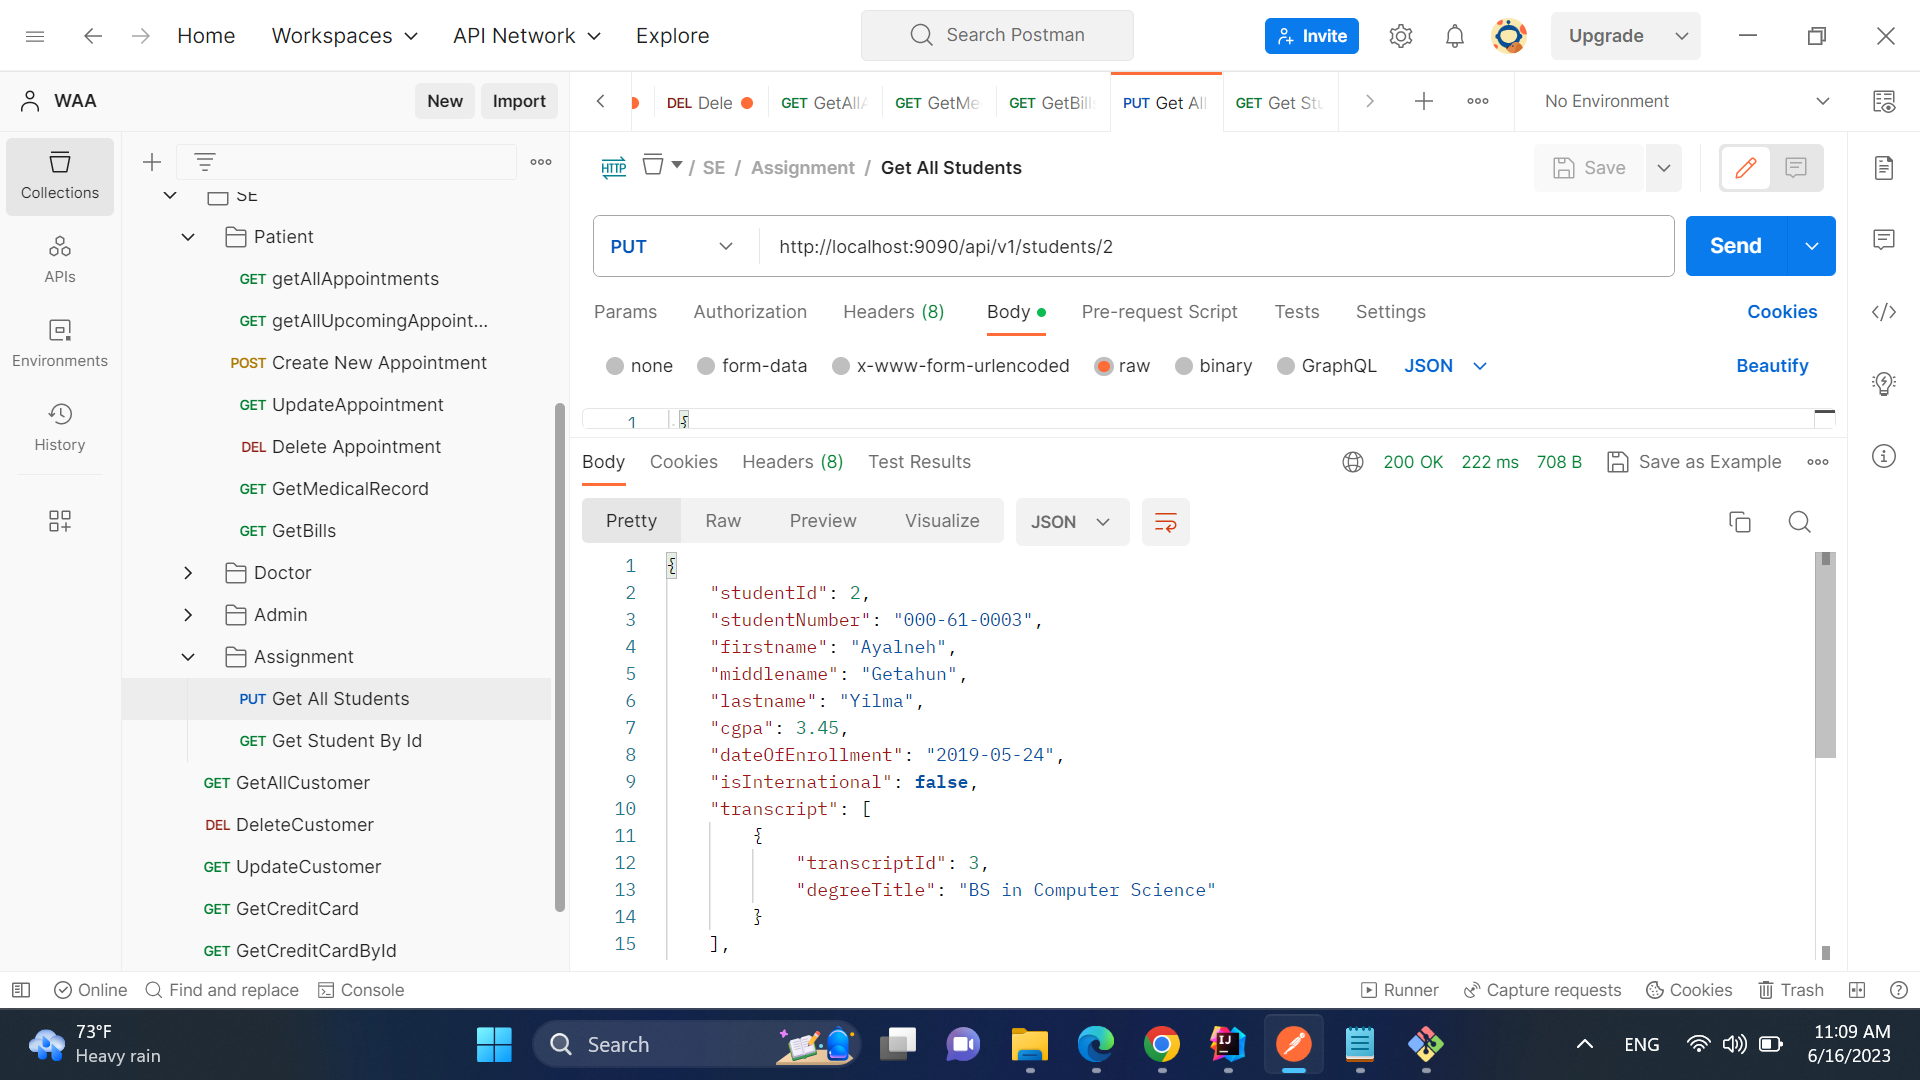 Home Workspaces API Network Explore Search Postman Invite Upgrade
WAA New Import DEL Dele GET GetAllA GET GetMe GET GetBill PUT Get All GET Get Stu No Environment
HTTP / SE / Assignment / Get All Students Save
Collections
APIs
Environments
History
SE
Patient
GET getAllAppointments
GET getAllUpcomingAppoint...
POST Create New Appointment
GET UpdateAppointment
DEL Delete Appointment
GET GetMedicalRecord
GET GetBills
Doctor
Admin
Assignment
PUT Get All Students
GET Get Student By Id
GET GetAllCustomer
DEL DeleteCustomer
GET UpdateCustomer
GET GetCreditCard
GET GetCreditCardById
PUT http://localhost:9090/api/v1/students/2 Send
Params Authorization Headers (8) Body Pre-request Script Tests Settings Cookies
none form-data x-www-form-urlencoded raw binary GraphQL JSON Beautify
1 {
Body Cookies Headers (8) Test Results 200 OK 222 ms 708 B Save as Example
Pretty Raw Preview Visualize JSON
1 {
2 "studentId": 2,
3 "studentNumber": "000-61-0003",
4 "firstname": "Ayalneh",
5 "middlename": "Getahun",
6 "lastname": "Yilma",
7 "cgpa": 3.45,
8 "dateOfEnrollment": "2019-05-24",
9 "isInternational": false,
10 "transcript": [
11 {
12 "transcriptId": 3,
13 "degreeTitle": "BS in Computer Science"
14 }
15 ],
Online Find and replace Console Runner Capture requests Cookies Trash
73°F
Heavy rain
Search
ENG
11:09 AM
6/16/2023